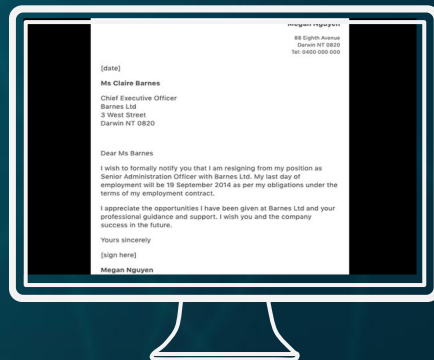 Megan Nguyen
88 Eighth Avenue
Darwin NT 0820
Tel: 0400 000 000
[date]
Ms Claire Barnes
Chief Executive Officer
Barnes Ltd
3 West Street
Darwin NT 0820
Dear Ms Barnes
I wish to formally notify you that I am resigning from my position as
Senior Administration Officer with Barnes Ltd. My last day of
employment will be 19 September 2014 as per my obligations under the
terms of my employment contract.
I appreciate the opportunities I have been given at Barnes Ltd and your
professional guidance and support. I wish you and the company
success in the future.
Yours sincerely
[sign here]
Megan Nguyen